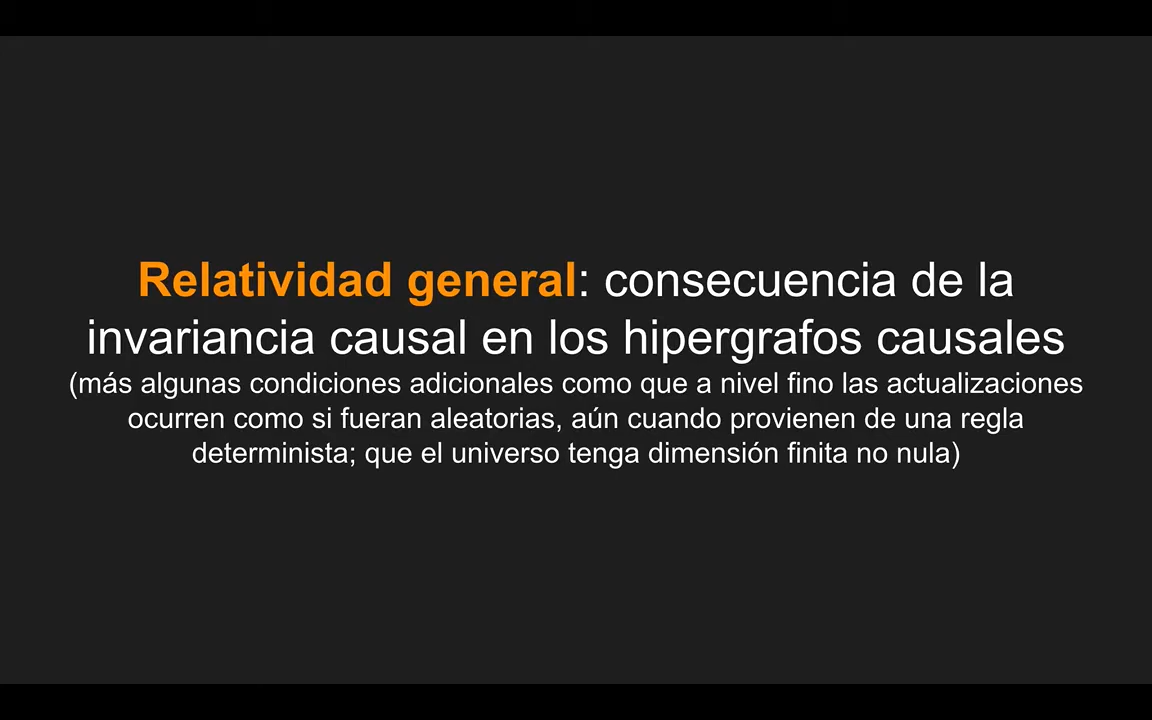 Relatividad general: consecuencia de la
invariancia causal en los hipergrafos causales
(más algunas condiciones adicionales como que a nivel fino las actualizaciones
ocurren como si fueran aleatorias, aún cuando provienen de una regla
determinista; que el universo tenga dimensión finita no nula)